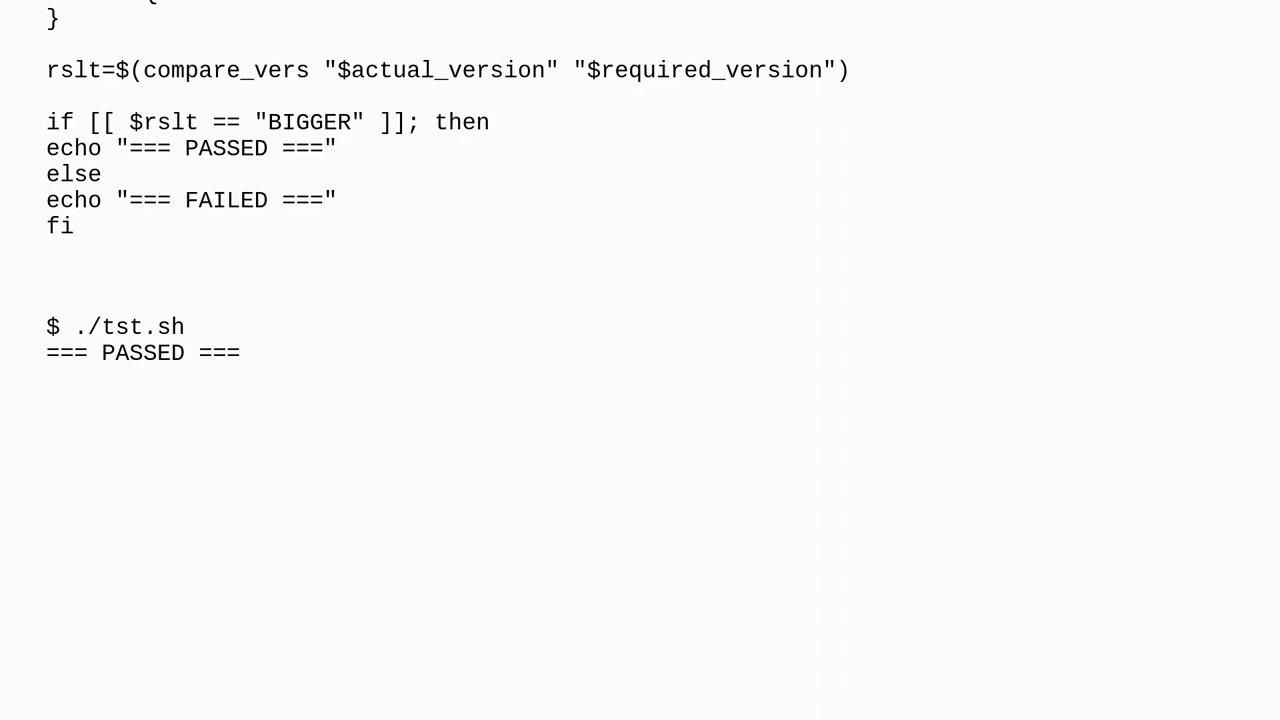 }
rslt=$(compare_vers "$actual_version" "$required_version")
if [[ $rslt == "BIGGER" ]]; then
echo "=== PASSED ==="
else
echo "=== FAILED ==="
fi
$ ./tst.sh
=== PASSED ===